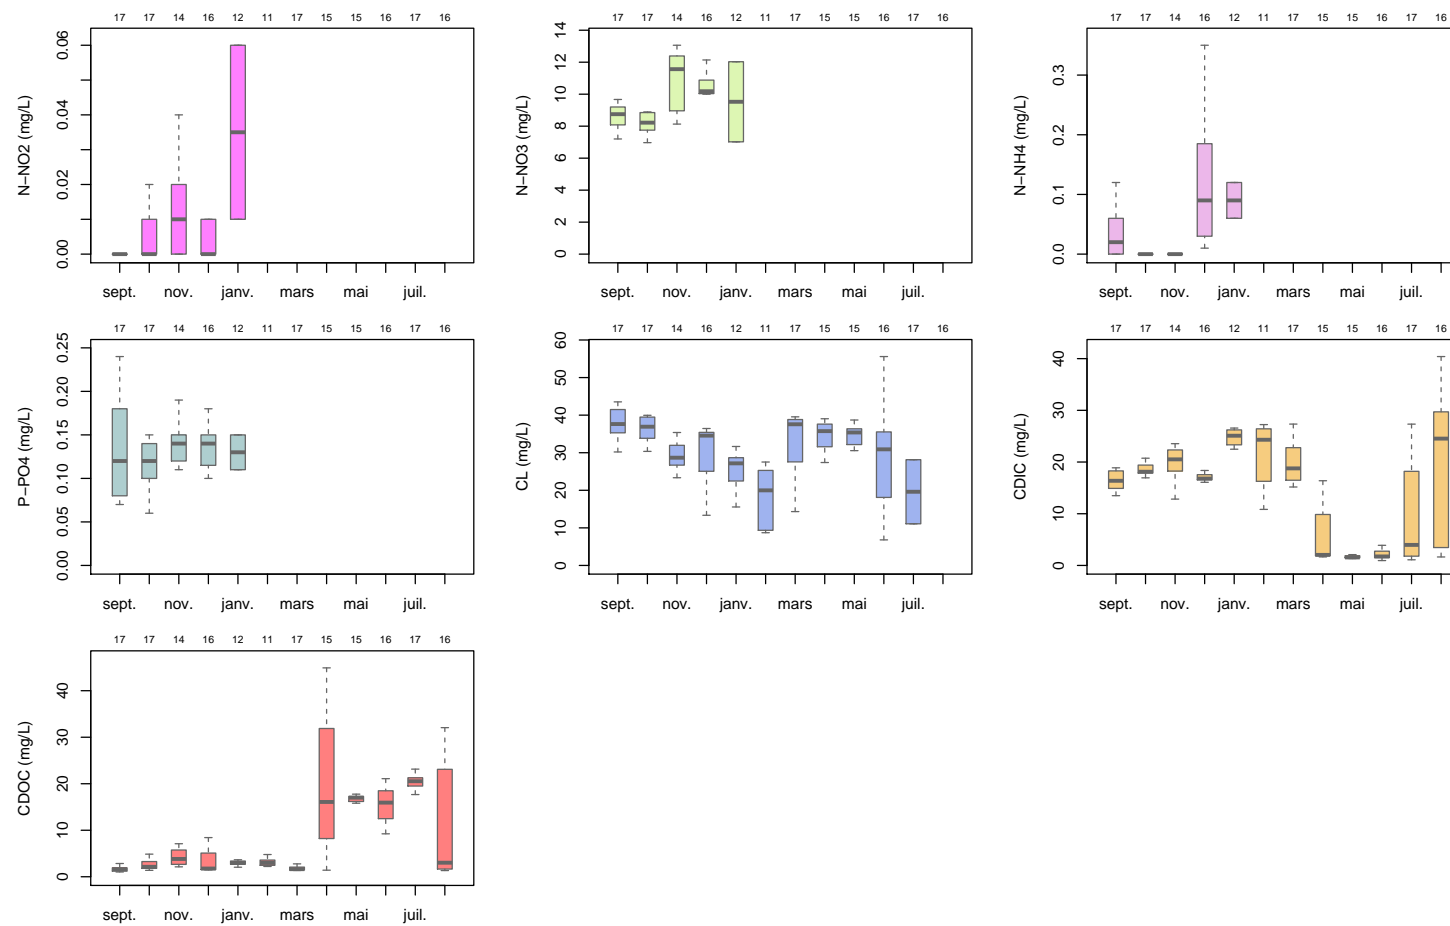 17 17 14 16 12 11 17 15 15 16 17 16
N−NO2 (mg/L)
0.06
0.04
0.02
0.00
sept. nov. janv. mars mai juil.
17 17 14 16 12 11 17 15 15 16 17 16
N−NO3 (mg/L)
14
12
10
8
6
4
2
0
sept. nov. janv. mars mai juil.
17 17 14 16 12 11 17 15 15 16 17 16
N−NH4 (mg/L)
0.3
0.2
0.1
0.0
sept. nov. janv. mars mai juil.
17 17 14 16 12 11 17 15 15 16 17 16
P−PO4 (mg/L)
0.25
0.20
0.15
0.10
0.05
0.00
sept. nov. janv. mars mai juil.
17 17 14 16 12 11 17 15 15 16 17 16
CL (mg/L)
60
50
40
30
20
10
0
sept. nov. janv. mars mai juil.
17 17 14 16 12 11 17 15 15 16 17 16
CDIC (mg/L)
40
30
20
10
0
sept. nov. janv. mars mai juil.
17 17 14 16 12 11 17 15 15 16 17 16
CDOC (mg/L)
40
30
20
10
0
sept. nov. janv. mars mai juil.